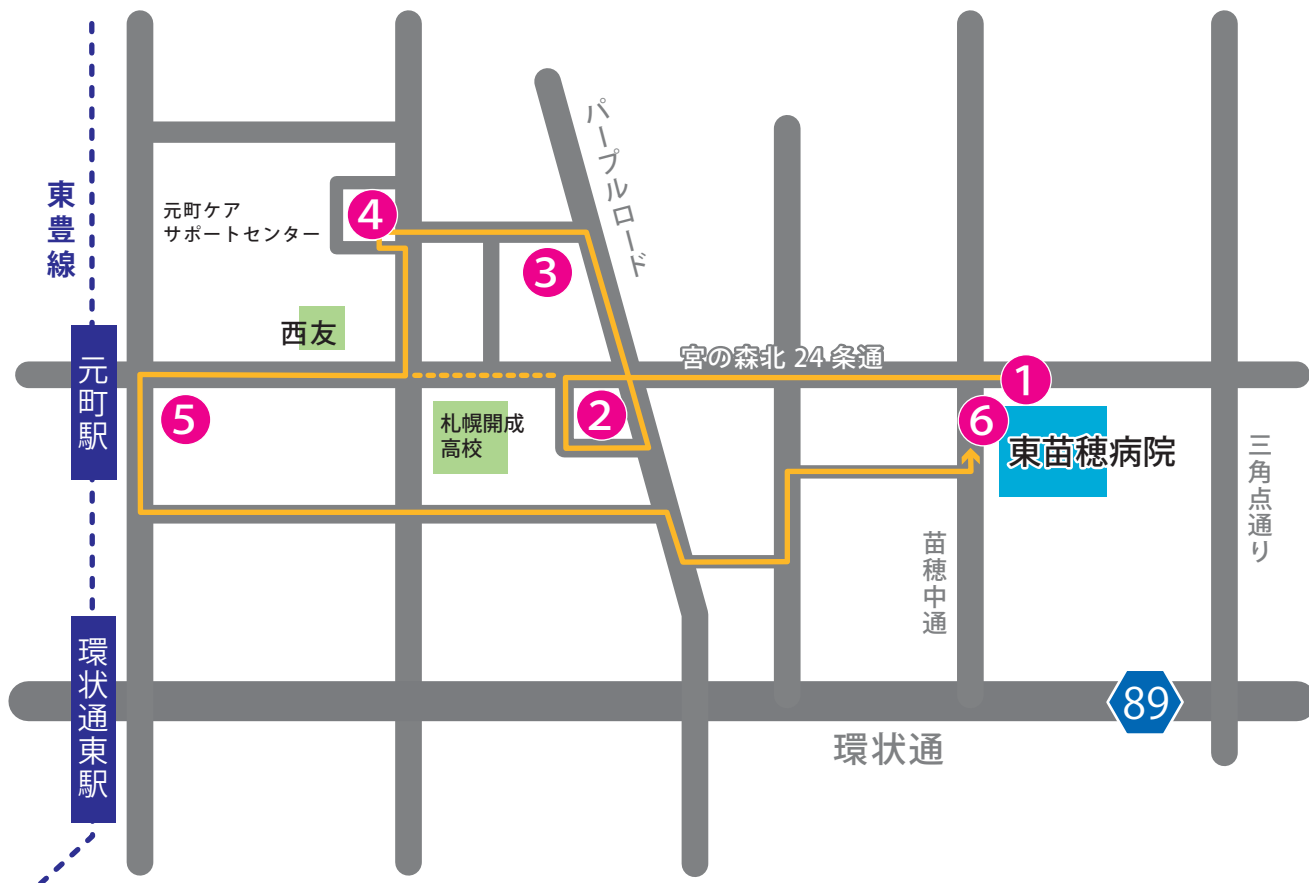 パープルロード
東豊線
元町ケア
サポートセンター
4
3
西友
宮の森北 24 条通
元町駅
1
5
2
6
札幌開成
高校
東苗穂病院
三角点通り
苗穂中通
環状通東駅
89
環状通